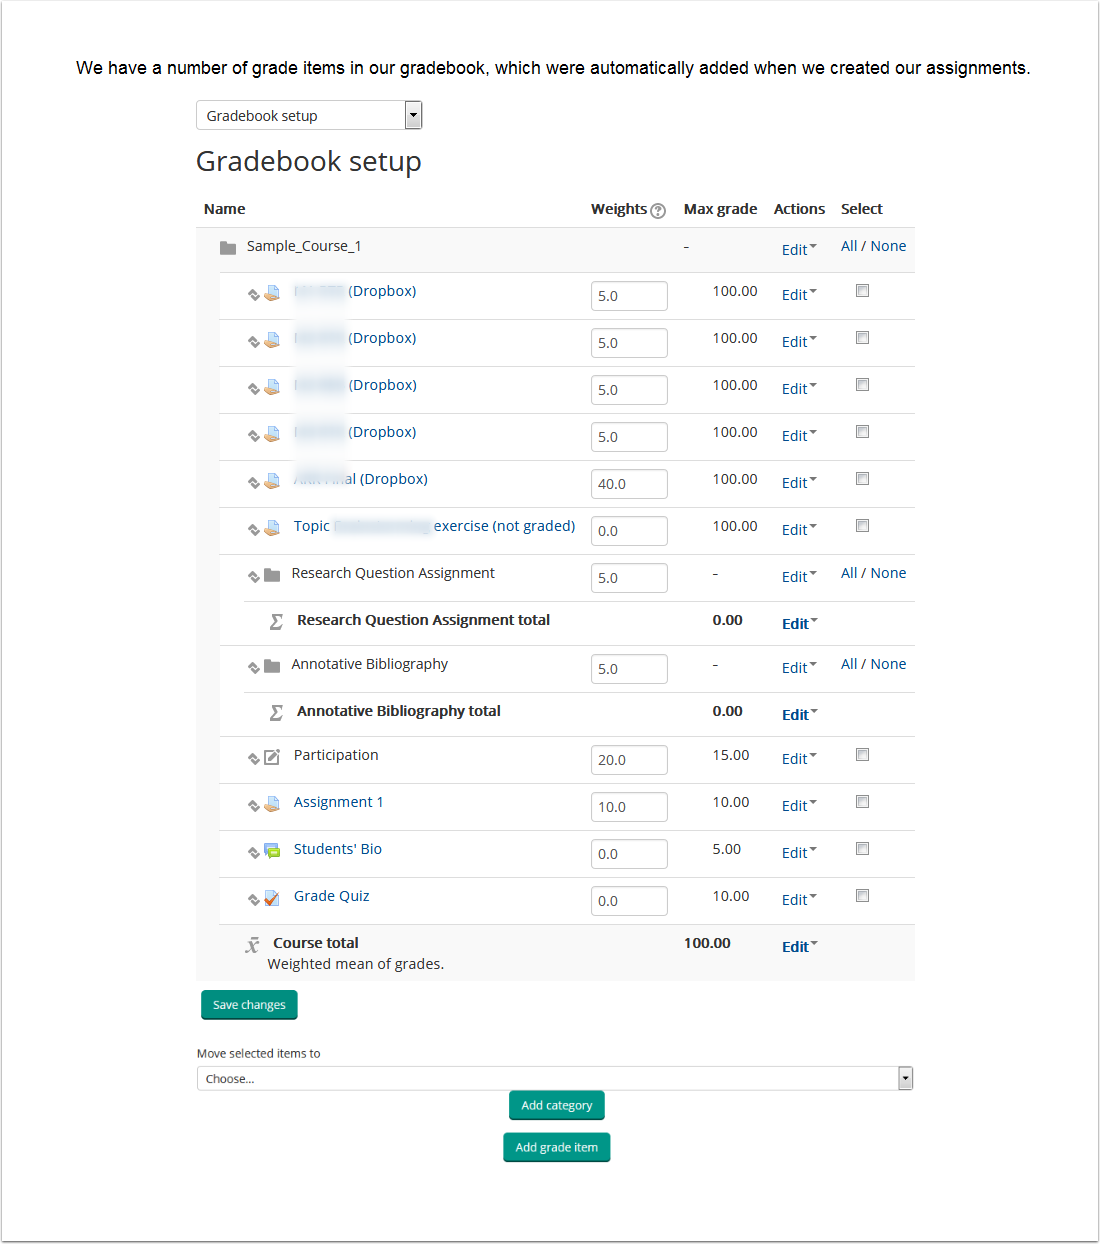 We have a number of grade items in our gradebook, which were automatically added when we created our assignments.
Gradebook setup
Gradebook setup
Name Weights Max grade Actions Select
Sample_Course_1 - Edit All / None
(Dropbox) 5.0 100.00 Edit
(Dropbox) 5.0 100.00 Edit
(Dropbox) 5.0 100.00 Edit
(Dropbox) 5.0 100.00 Edit
(Dropbox) 40.0 100.00 Edit
Topic exercise (not graded) 0.0 100.00 Edit
Research Question Assignment 5.0 - Edit All / None
Σ Research Question Assignment total 0.00 Edit
Annotative Bibliography 5.0 - Edit All / None
Σ Annotative Bibliography total 0.00 Edit
Participation 20.0 15.00 Edit
Assignment 1 10.0 10.00 Edit
Students' Bio 0.0 5.00 Edit
Grade Quiz 0.0 10.00 Edit
x̄ Course total 100.00 Edit
Weighted mean of grades.
Save changes
Move selected items to
Choose...
Add category
Add grade item